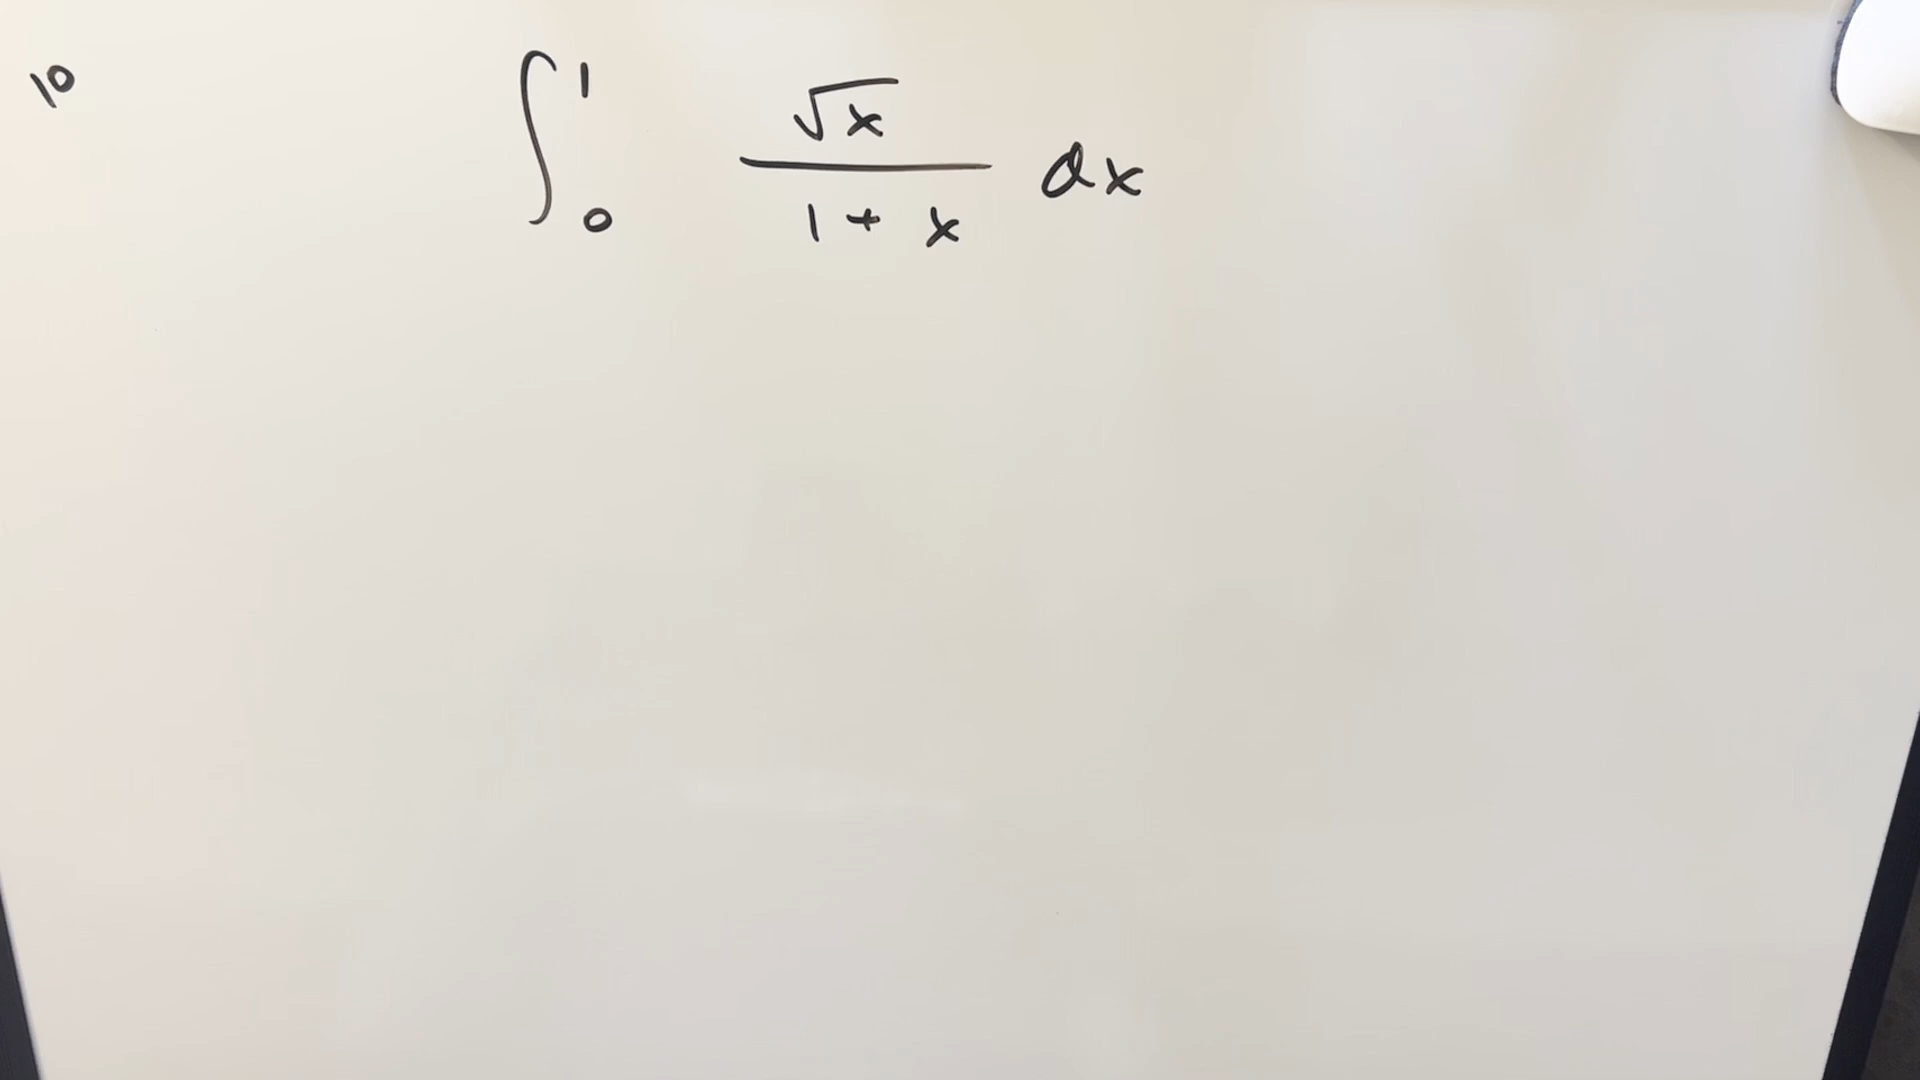 10
∫₀¹ √x / (1 + x) dx